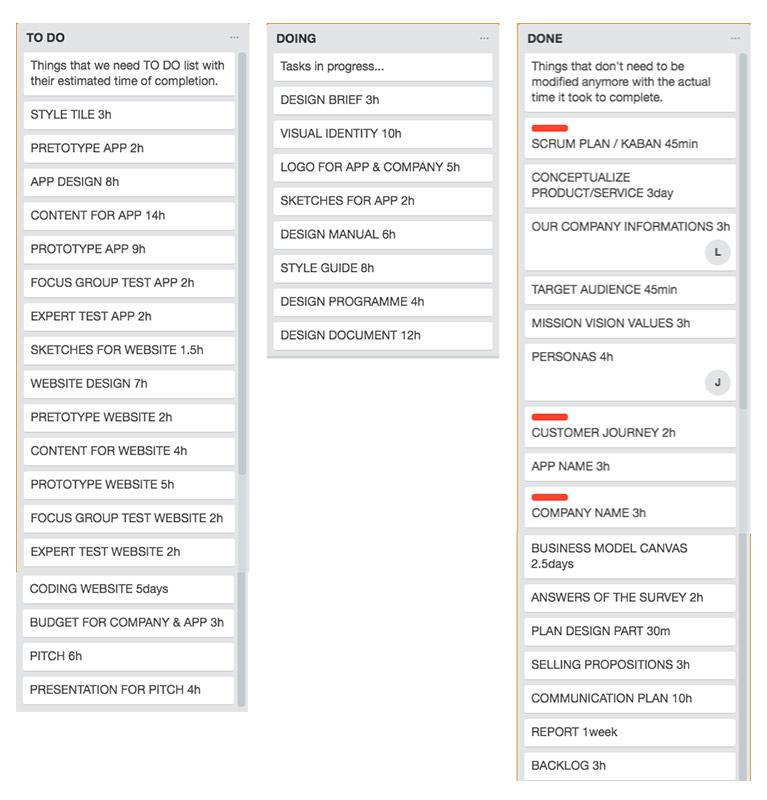 TO DO
...
Things that we need TO DO list with
their estimated time of completion.
STYLE TILE 3h
PRETOTYPE APP 2h
APP DESIGN 8h
CONTENT FOR APP 14h
PROTOTYPE APP 9h
FOCUS GROUP TEST APP 2h
EXPERT TEST APP 2h
SKETCHES FOR WEBSITE 1.5h
WEBSITE DESIGN 7h
PRETOTYPE WEBSITE 2h
CONTENT FOR WEBSITE 4h
PROTOTYPE WEBSITE 5h
FOCUS GROUP TEST WEBSITE 2h
EXPERT TEST WEBSITE 2h
CODING WEBSITE 5days
BUDGET FOR COMPANY & APP 3h
PITCH 6h
PRESENTATION FOR PITCH 4h
DOING
...
Tasks in progress...
DESIGN BRIEF 3h
VISUAL IDENTITY 10h
LOGO FOR APP & COMPANY 5h
SKETCHES FOR APP 2h
DESIGN MANUAL 6h
STYLE GUIDE 8h
DESIGN PROGRAMME 4h
DESIGN DOCUMENT 12h
DONE
...
Things that don't need to be
modified anymore with the actual
time it took to complete.
SCRUM PLAN / KABAN 45min
CONCEPTUALIZE
PRODUCT/SERVICE 3day
OUR COMPANY INFORMATIONS 3h
L
TARGET AUDIENCE 45min
MISSION VISION VALUES 3h
PERSONAS 4h
J
CUSTOMER JOURNEY 2h
APP NAME 3h
COMPANY NAME 3h
BUSINESS MODEL CANVAS
2.5days
ANSWERS OF THE SURVEY 2h
PLAN DESIGN PART 30m
SELLING PROPOSITIONS 3h
COMMUNICATION PLAN 10h
REPORT 1week
BACKLOG 3h